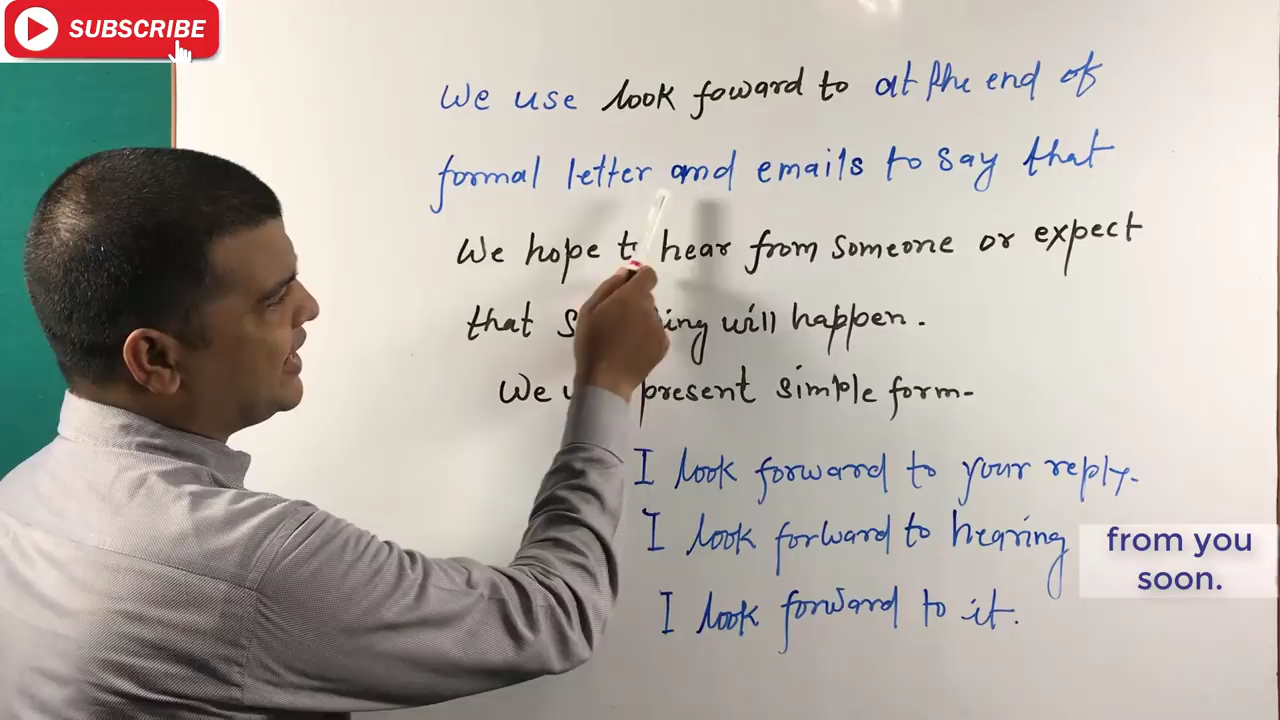 SUBSCRIBE
We use look foward to at the end of
formal letter and emails to say that
We hope t hear from someone or expect
that s ing will happen.
We u present simple form-
I look forward to your reply.
I look forward to hearing from you soon.
I look forward to it.